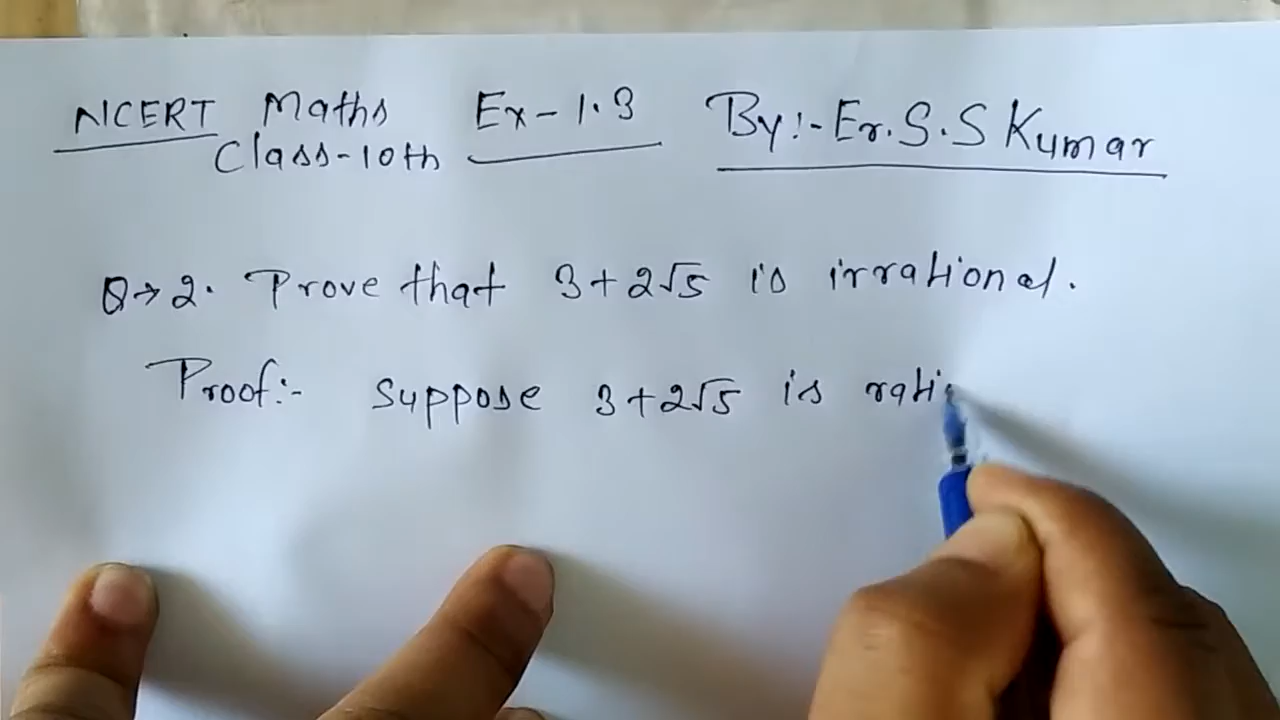 NCERT Maths Ex-1.3 By:-Er.S.S Kumar
Class-10th
Q→2. Prove that 3+2√5 is irrational.
Proof:- Suppose 3+2√5 is ratio